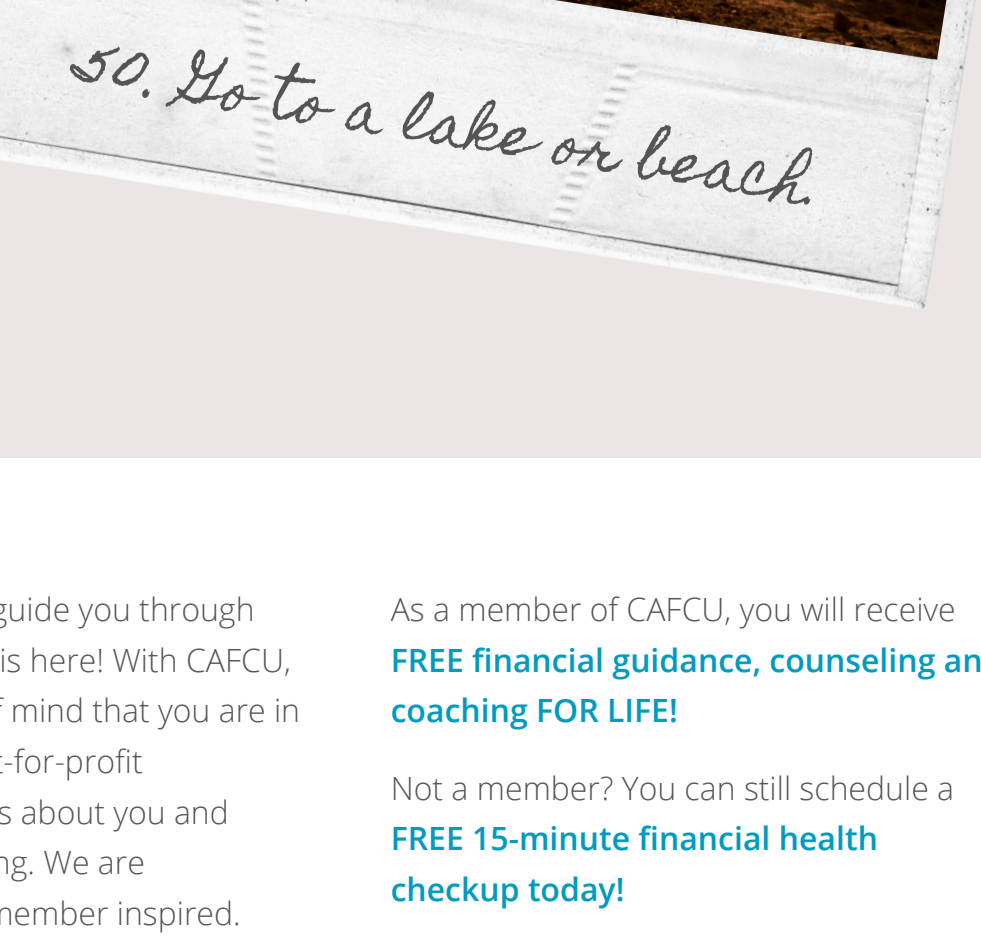 50. Go to a lake or beach.
guide you through
is here! With CAFCU,
mind that you are in
-for-profit
about you and
We are
member inspired.
As a member of CAFCU, you will receive
FREE financial guidance, counseling an
coaching FOR LIFE!
Not a member? You can still schedule a
FREE 15-minute financial health
checkup today!